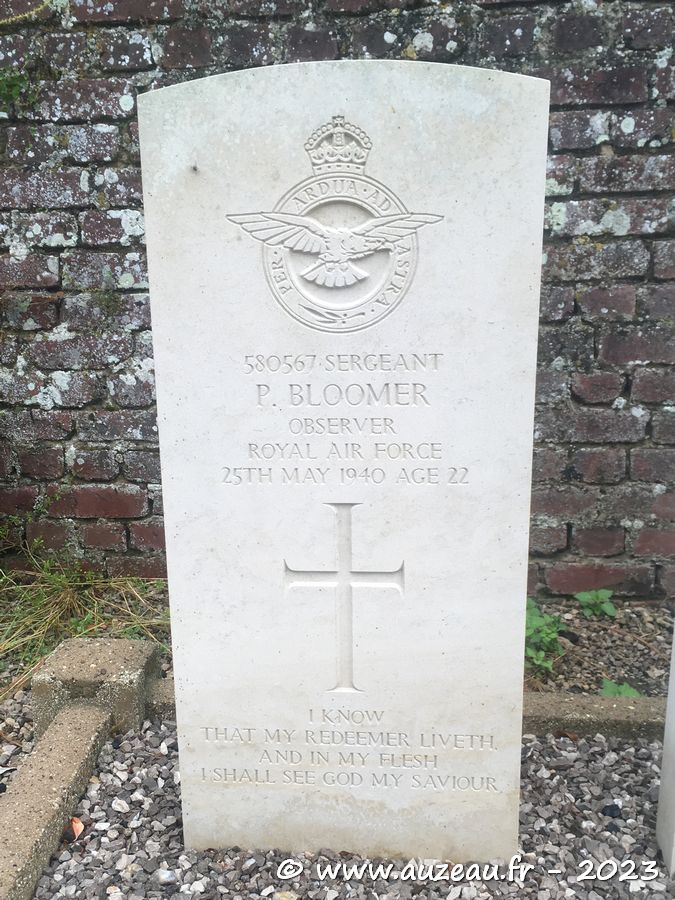 PER · ARDUA · AD ASTRA
580567 · SERGEANT
P. BLOOMER
OBSERVER
ROYAL AIR FORCE
25TH MAY 1940 AGE 22
I KNOW
THAT MY REDEEMER LIVETH,
AND IN MY FLESH
I SHALL SEE GOD MY SAVIOUR
© www.auzeau.fr - 2023